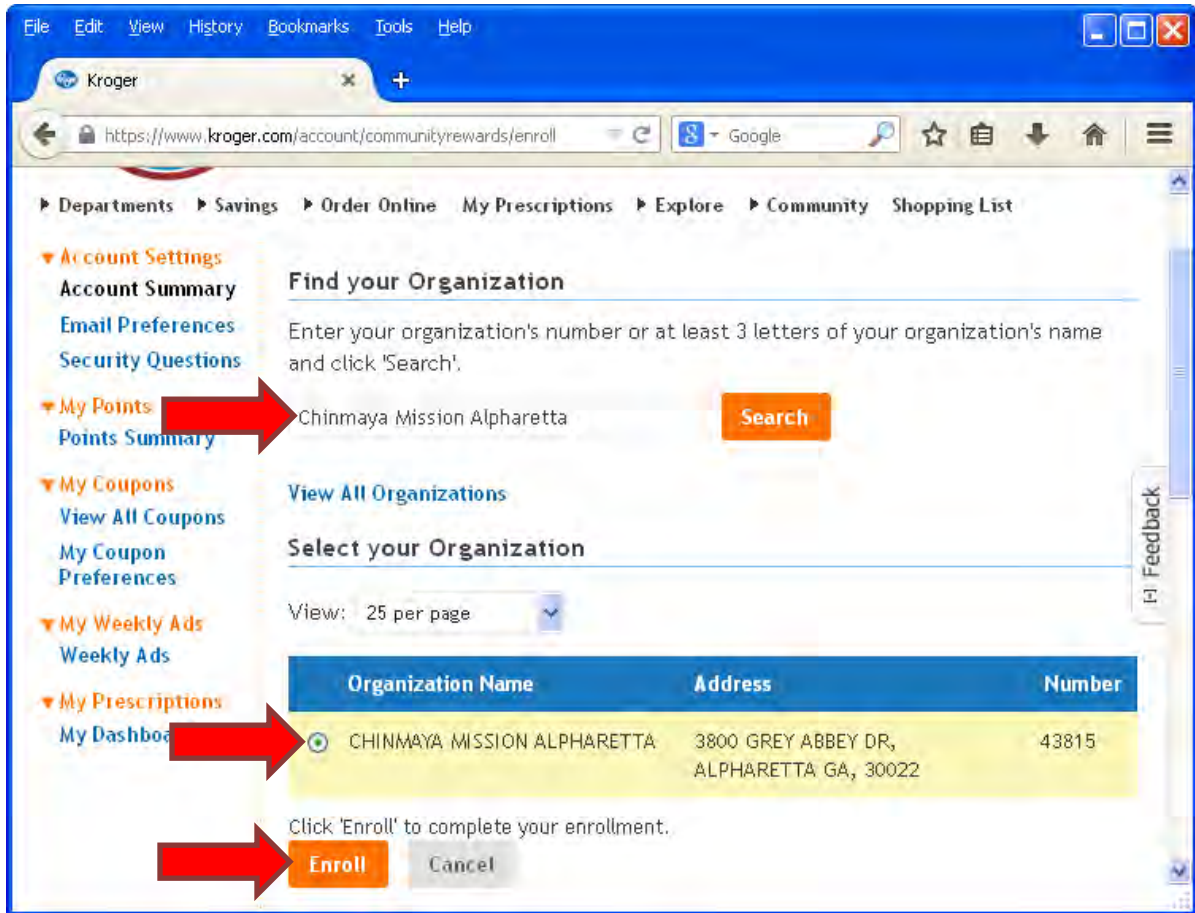 File Edit View History Bookmarks Tools Help
Kroger
https://www.kroger.com/account/communityrewards/enroll
8 Google
Departments Savings Order Online My Prescriptions Explore Community Shopping List
Account Settings
Account Summary
Email Preferences
Security Questions
My Points
Points Summary
My Coupons
View All Coupons
My Coupon
Preferences
My Weekly Ads
Weekly Ads
My Prescriptions
My Dashboa
Find your Organization
Enter your organization's number or at least 3 letters of your organization's name
and click 'Search'.
Chinmaya Mission Alpharetta Search
View All Organizations
Select your Organization
View: 25 per page
Organization Name Address Number
CHINMAYA MISSION ALPHARETTA 3800 GREY ABBEY DR, 43815
ALPHARETTA GA, 30022
Click 'Enroll' to complete your enrollment.
Enroll Cancel
[-] Feedback